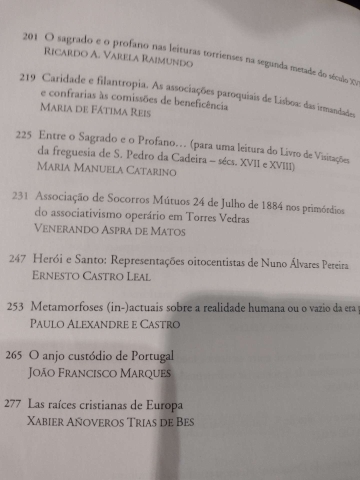 201 O sagrado e o profano nas leituras torrienses na segunda metade do século XVI
RICARDO A. VARELA RAIMUNDO
219 Caridade e filantropia. As associações paroquiais de Lisboa: das irmandades
e confrarias às comissões de beneficência
MARIA DE FÁTIMA REIS
225 Entre o Sagrado e o Profano… (para uma leitura do Livro de Visitações
da freguesia de S. Pedro da Cadeira – sécs. XVII e XVIII)
MARIA MANUELA CATARINO
231 Associação de Socorros Mútuos 24 de Julho de 1884 nos primórdios
do associativismo operário em Torres Vedras
VENERANDO ASPRA DE MATOS
247 Herói e Santo: Representações oitocentistas de Nuno Álvares Pereira
ERNESTO CASTRO LEAL
253 Metamorfoses (in-)actuais sobre a realidade humana ou o vazio da era
PAULO ALEXANDRE E CASTRO
265 O anjo custódio de Portugal
JOÃO FRANCISCO MARQUES
277 Las raíces cristianas de Europa
XABIER AÑOVEROS TRIAS DE BES